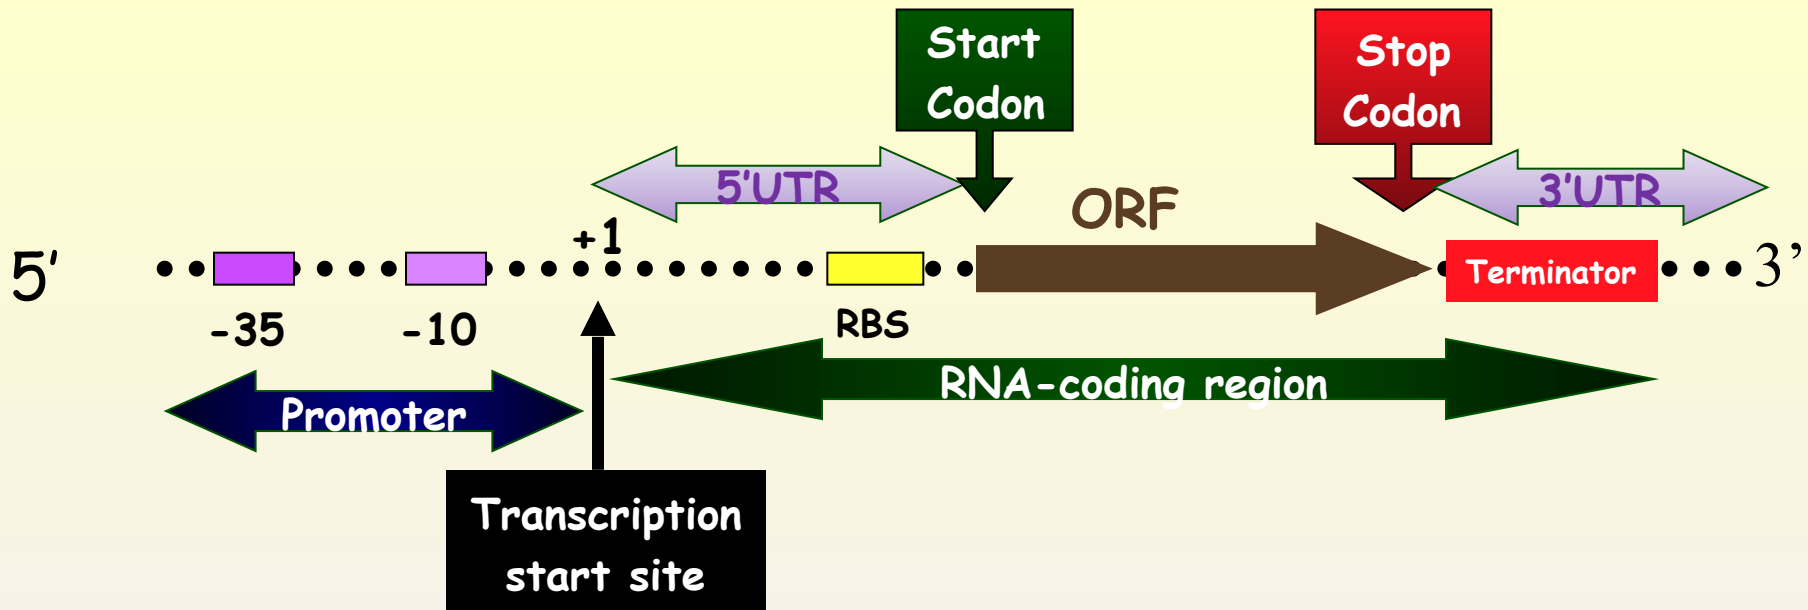 Start
Codon
Stop
Codon
5'UTR
3'UTR
ORF
+1
5'
Terminator
3’
-35
-10
RBS
RNA-coding region
Promoter
Transcription
start site